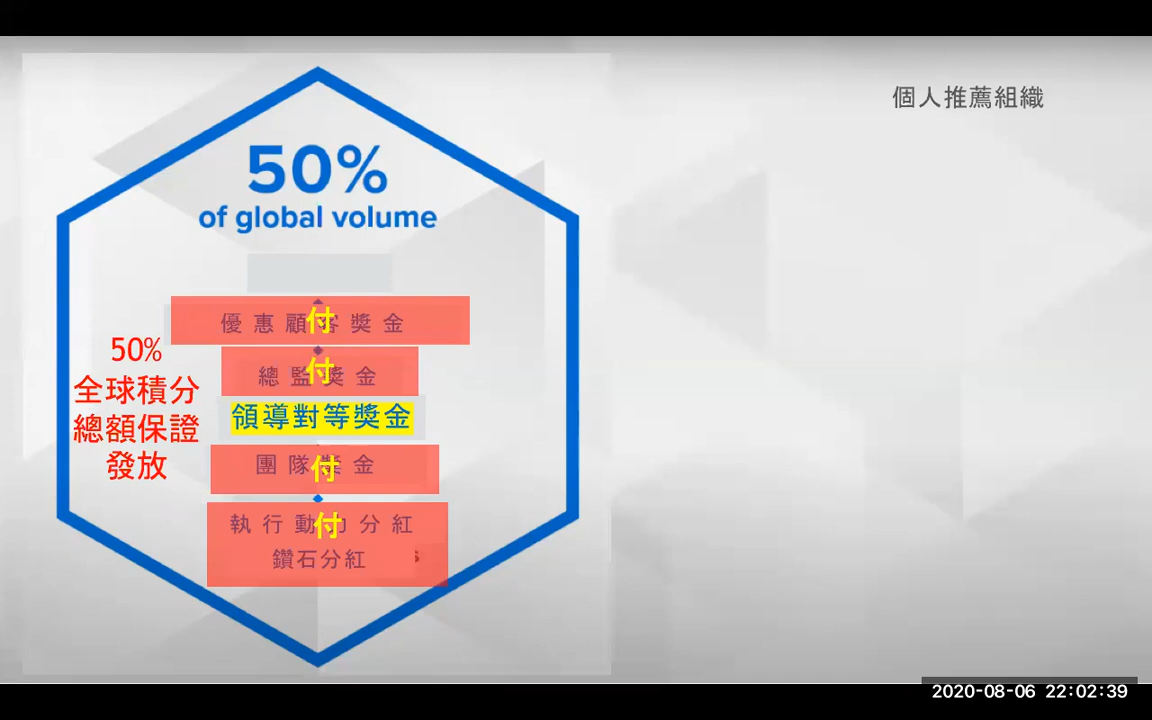 個人推薦組織
50%
of global volume
優惠顧客獎金
付
總監獎金
付
領導對等獎金
50%
全球積分
總額保證
發放
團隊獎金
付
執行動力分紅
付
鑽石分紅
s
2020-08-06 22:02:39